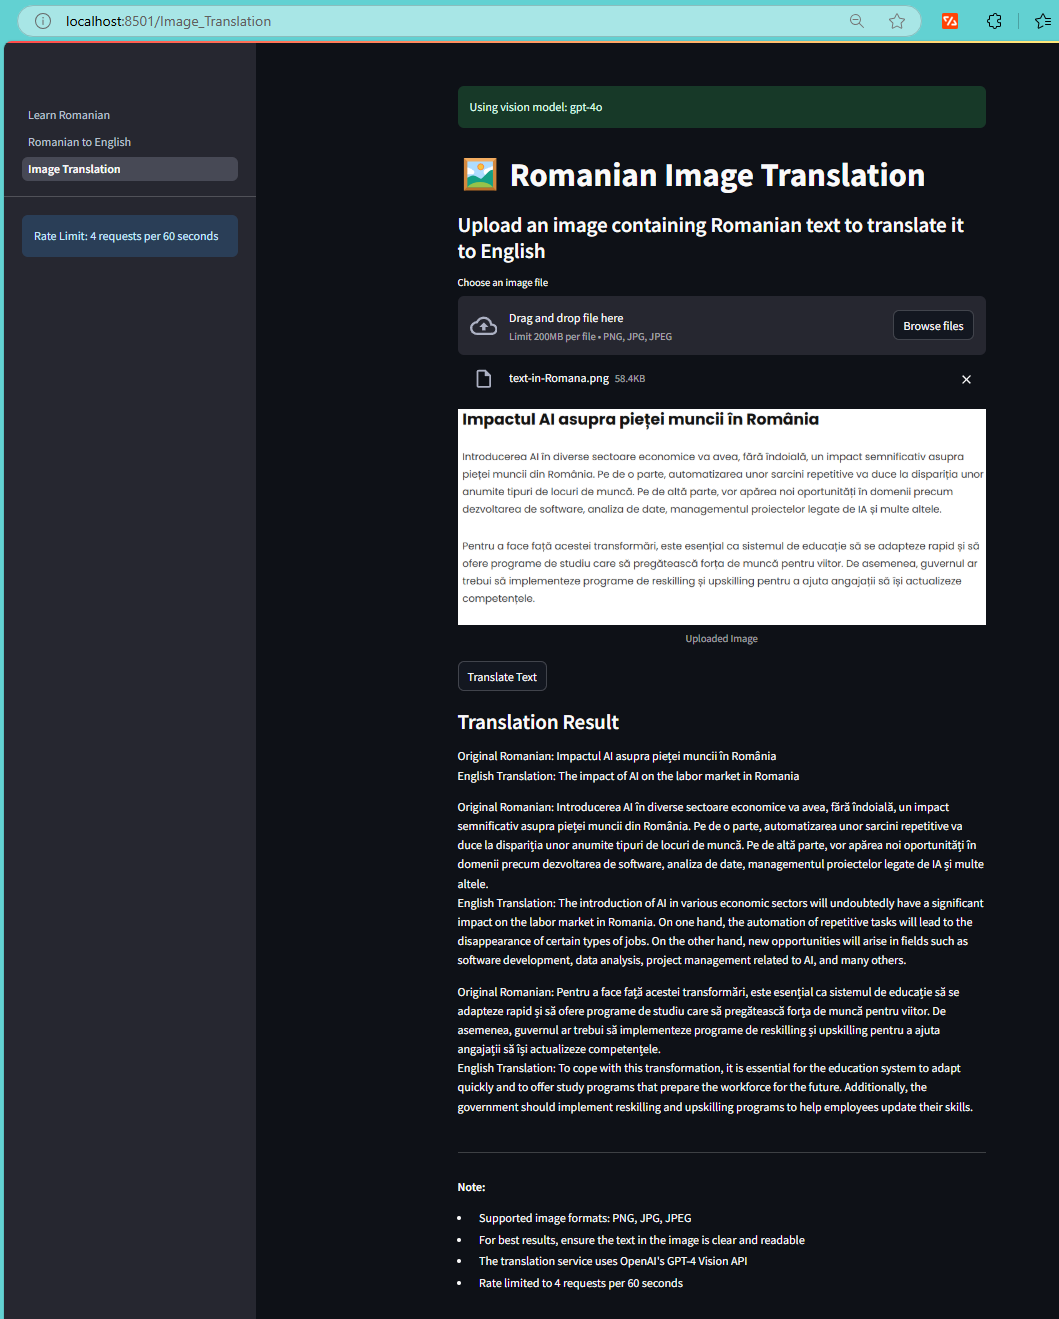 localhost:8501/Image_Translation
Learn Romanian
Romanian to English
Image Translation
Rate Limit: 4 requests per 60 seconds
Using vision model: gpt-4o
Romanian Image Translation
Upload an image containing Romanian text to translate it
to English
Choose an image file
Drag and drop file here
Limit 200MB per file • PNG, JPG, JPEG
Browse files
text-in-Romana.png 58.4KB
Impactul AI asupra pieței muncii în România
Introducerea AI în diverse sectoare economice va avea, fără îndoială, un impact semnificativ asupra
pieței muncii din România. Pe de o parte, automatizarea unor sarcini repetitive va duce la dispariția unor
anumite tipuri de locuri de muncă. Pe de altă parte, vor apărea noi oportunități în domenii precum
dezvoltarea de software, analiza de date, managementul proiectelor legate de IA și multe altele.
Pentru a face față acestei transformări, este esențial ca sistemul de educație să se adapteze rapid și să
ofere programe de studiu care să pregătească forța de muncă pentru viitor. De asemenea, guvernul ar
trebui să implementeze programe de reskilling și upskilling pentru a ajuta angajații să își actualizeze
competențele.
Uploaded Image
Translate Text
Translation Result
Original Romanian: Impactul AI asupra pieței muncii în România
English Translation: The impact of AI on the labor market in Romania
Original Romanian: Introducerea AI în diverse sectoare economice va avea, fără îndoială, un impact
semnificativ asupra pieței muncii din România. Pe de o parte, automatizarea unor sarcini repetitive va
duce la dispariția unor anumite tipuri de locuri de muncă. Pe de altă parte, vor apărea noi oportunități în
domenii precum dezvoltarea de software, analiza de date, managementul proiectelor legate de IA și multe
altele.
English Translation: The introduction of AI in various economic sectors will undoubtedly have a significant
impact on the labor market in Romania. On one hand, the automation of repetitive tasks will lead to the
disappearance of certain types of jobs. On the other hand, new opportunities will arise in fields such as
software development, data analysis, project management related to AI, and many others.
Original Romanian: Pentru a face față acestei transformări, este esențial ca sistemul de educație să se
adapteze rapid și să ofere programe de studiu care să pregătească forța de muncă pentru viitor. De
asemenea, guvernul ar trebui să implementeze programe de reskilling și upskilling pentru a ajuta
angajații să își actualizeze competențele.
English Translation: To cope with this transformation, it is essential for the education system to adapt
quickly and to offer study programs that prepare the workforce for the future. Additionally, the
government should implement reskilling and upskilling programs to help employees update their skills.
Note:
• Supported image formats: PNG, JPG, JPEG
• For best results, ensure the text in the image is clear and readable
• The translation service uses OpenAI's GPT-4 Vision API
• Rate limited to 4 requests per 60 seconds